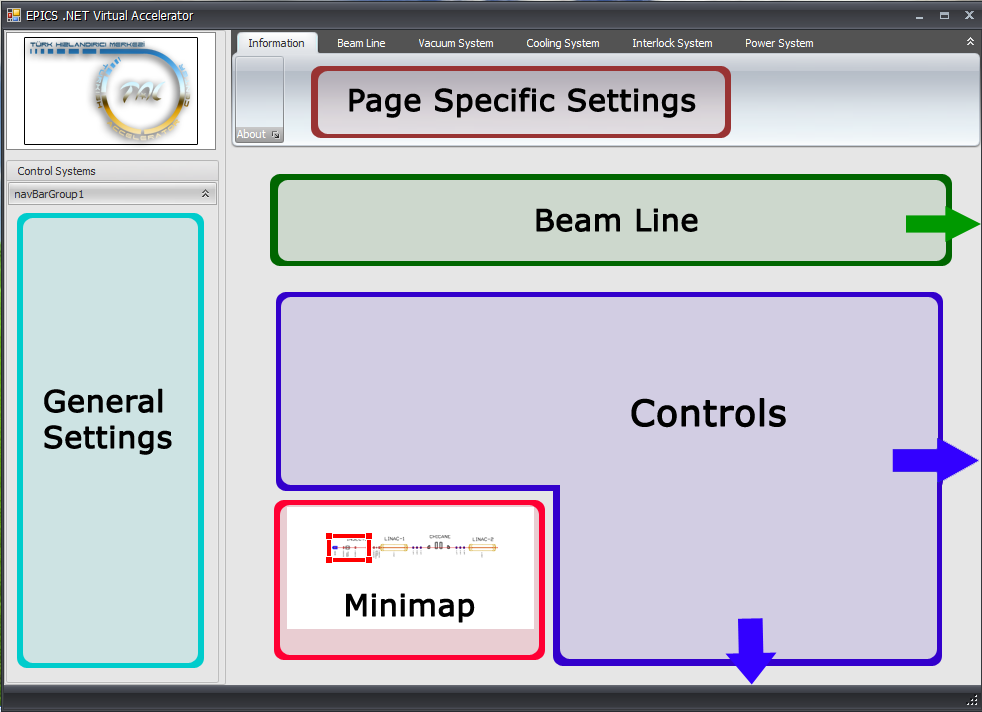 EPICS .NET Virtual Accelerator
TÜRK HIZLANDIRICI MERKEZİ
Information
Beam Line
Vacuum System
Cooling System
Interlock System
Power System
About
Page Specific Settings
Control Systems
navBarGroup1
Beam Line
General
Settings
Controls
LINAC-1
CHICANE
LINAC-2
Minimap